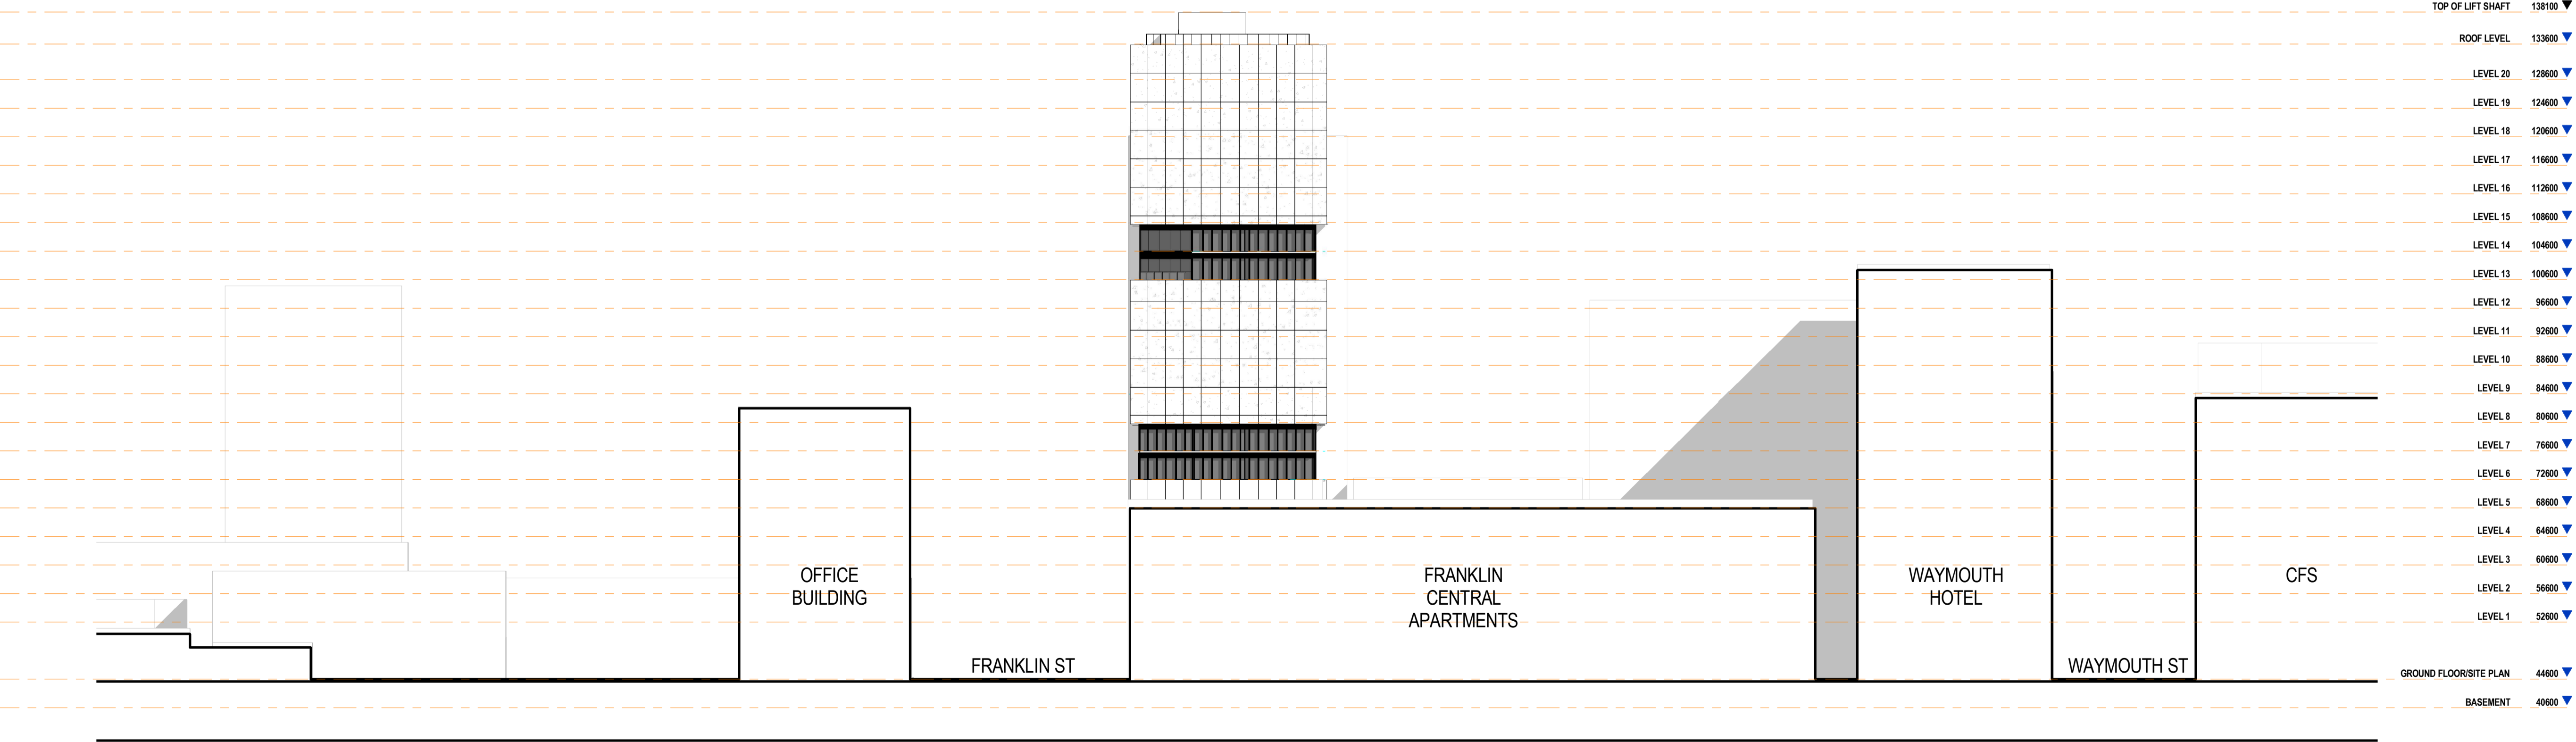 TOP OF LIFT SHAFT 138100
ROOF LEVEL 133600
LEVEL 20 128600
LEVEL 19 124600
LEVEL 18 120600
LEVEL 17 116600
LEVEL 16 112600
LEVEL 15 108600
LEVEL 14 104600
LEVEL 13 100600
LEVEL 12 96600
LEVEL 11 92600
LEVEL 10 88600
LEVEL 9 84600
LEVEL 8 80600
LEVEL 7 76600
LEVEL 6 72600
LEVEL 5 68600
LEVEL 4 64600
LEVEL 3 60600
LEVEL 2 56600
LEVEL 1 52600
GROUND FLOOR/SITE PLAN 44600
BASEMENT 40600
OFFICE
BUILDING
FRANKLIN ST
FRANKLIN
CENTRAL
APARTMENTS
WAYMOUTH
HOTEL
WAYMOUTH ST
CFS